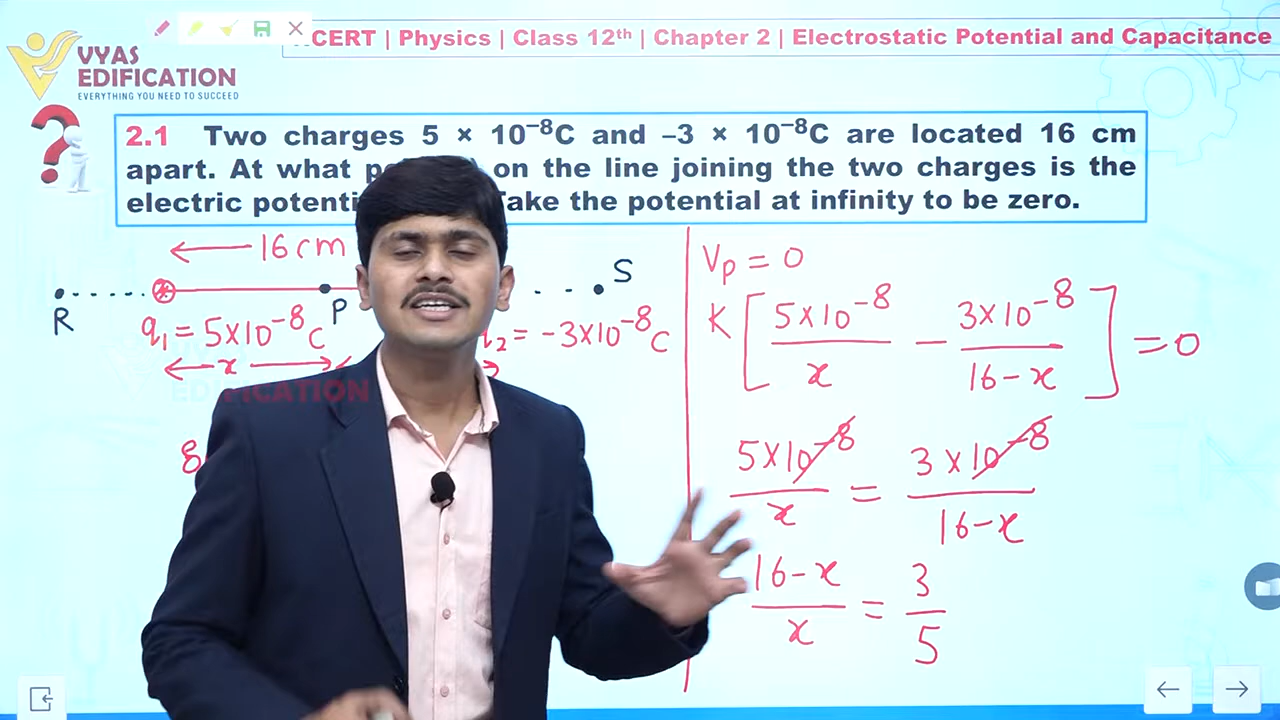 CERT | Physics | Class 12th | Chapter 2 | Electrostatic Potential and Capacitance
VYAS
EDIFICATION
EVERYTHING YOU NEED TO SUCCEED
2.1 Two charges 5 × 10⁻⁸C and –3 × 10⁻⁸C are located 16 cm
apart. At what on the line joining the two charges is the
electric Take the potential at infinity to be zero.
16 cm
R P S
q₁ = 5×10⁻⁸ C
q₂ = -3×10⁻⁸ C
x
8
VYAS
EDIFICATION
Vp = 0
K [ 5×10⁻⁸ / x - 3×10⁻⁸ / 16-x ] = 0
5×10⁻⁸ / x = 3×10⁻⁸ / 16-x
16-x / x = 3 / 5